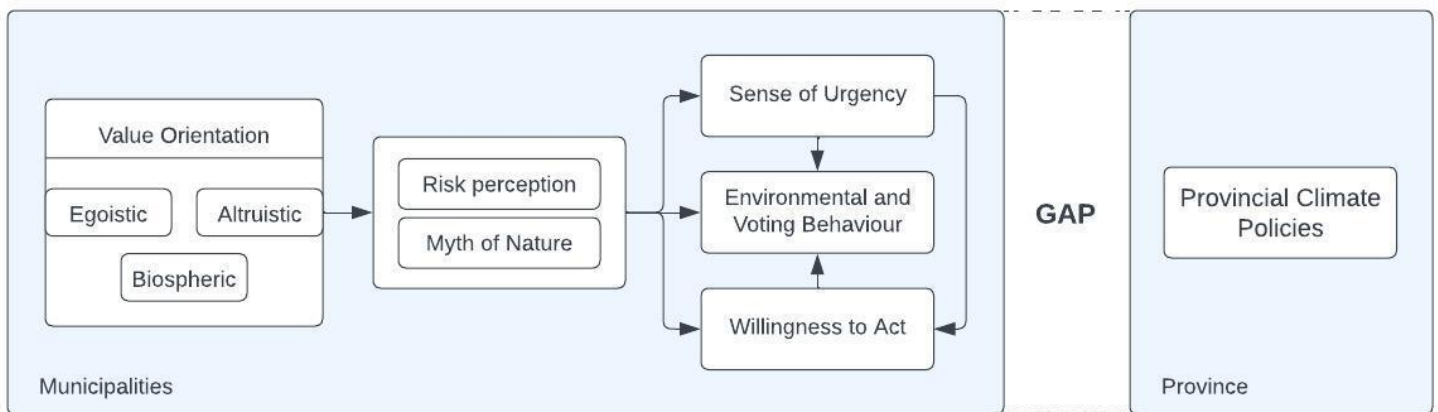 Value Orientation
Egoistic
Altruistic
Biospheric
Risk perception
Myth of Nature
Sense of Urgency
Environmental and
Voting Behaviour
Willingness to Act
Municipalities
GAP
Provincial Climate
Policies
Province